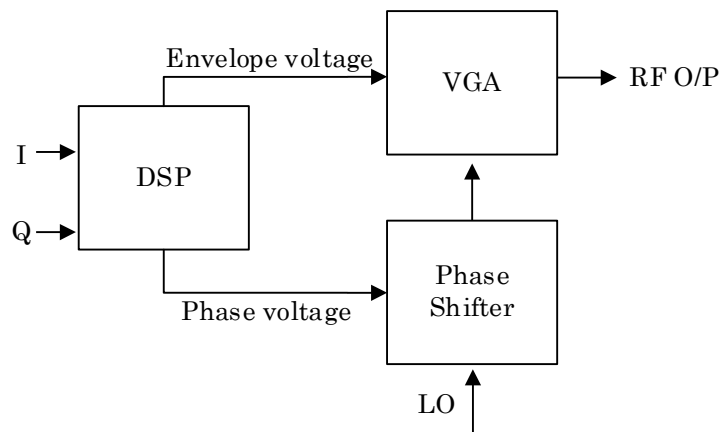 Envelope voltage
VGA
RF O/P
I
DSP
Q
Phase voltage
Phase
Shifter
LO